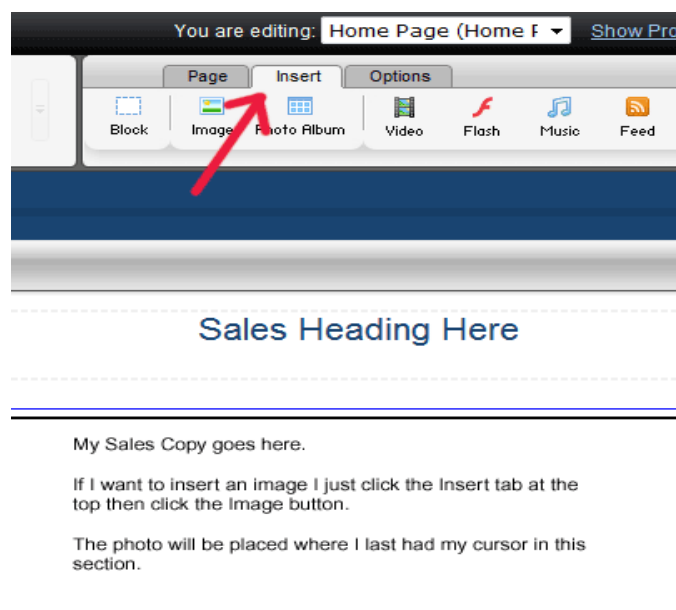 You are editing: Home Page (Home F Show Pro
Page Insert Options
Block Image Photo Album Video Flash Music Feed
Sales Heading Here
My Sales Copy goes here.
If I want to insert an image I just click the Insert tab at the
top then click the Image button.
The photo will be placed where I last had my cursor in this
section.